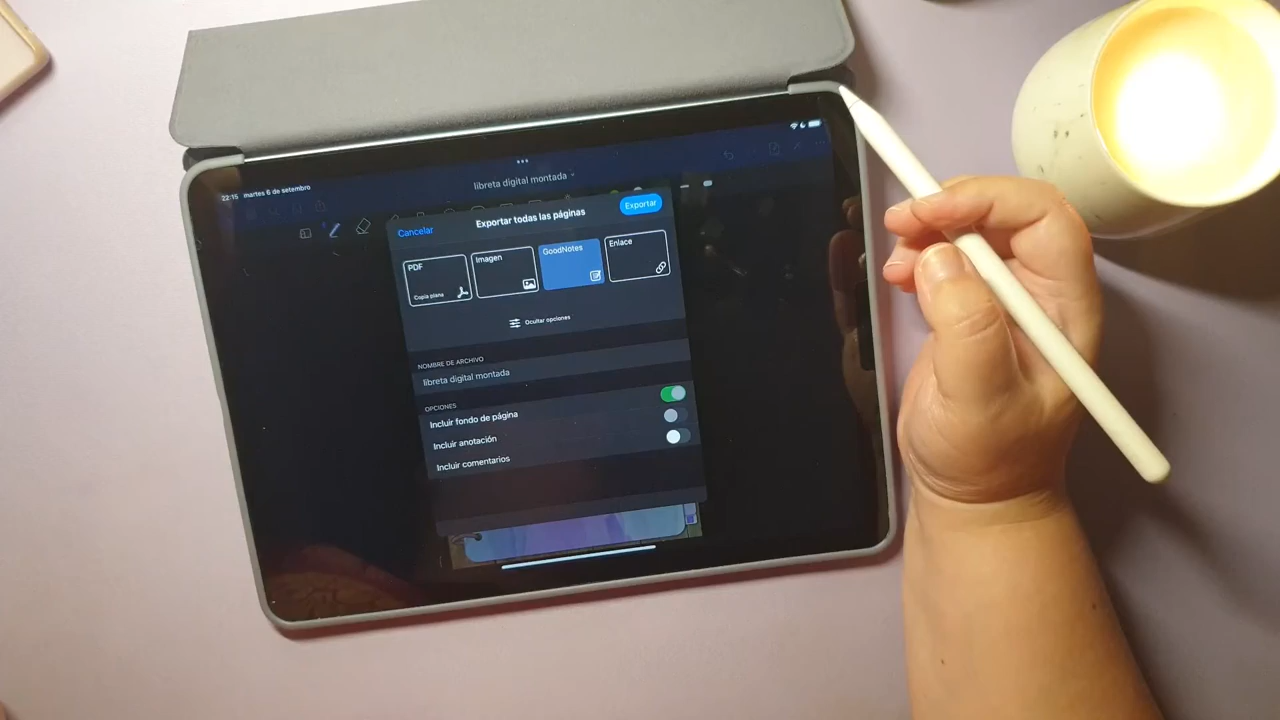 22:15 martes 6 de setembro
libreta digital montada
Cancelar
Exportar todas las páginas
Exportar
PDF
Copia plana
Imagen
GoodNotes
Enlace
Ocultar opciones
NOMBRE DE ARCHIVO
libreta digital montada
OPCIONES
Incluir fondo de página
Incluir anotación
Incluir comentarios